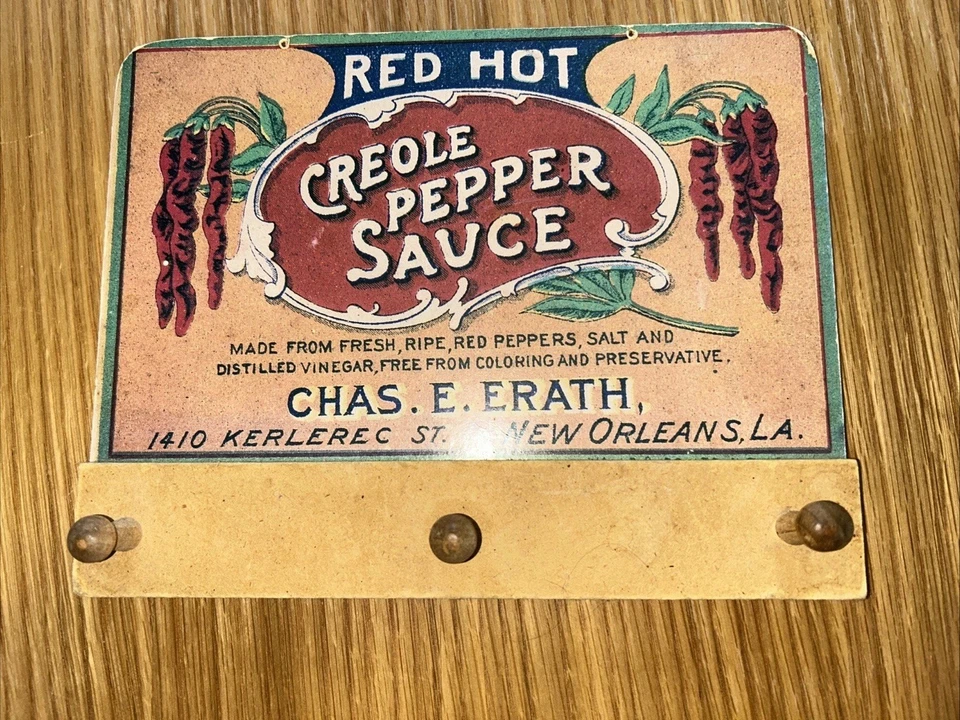 RED HOT
CREOLE
PEPPER
SAUCE
MADE FROM FRESH, RIPE, RED PEPPERS, SALT AND
DISTILLED VINEGAR, FREE FROM COLORING AND PRESERVATIVE.
CHAS. E. ERATH,
1410 KERLEREC ST. NEW ORLEANS, LA.